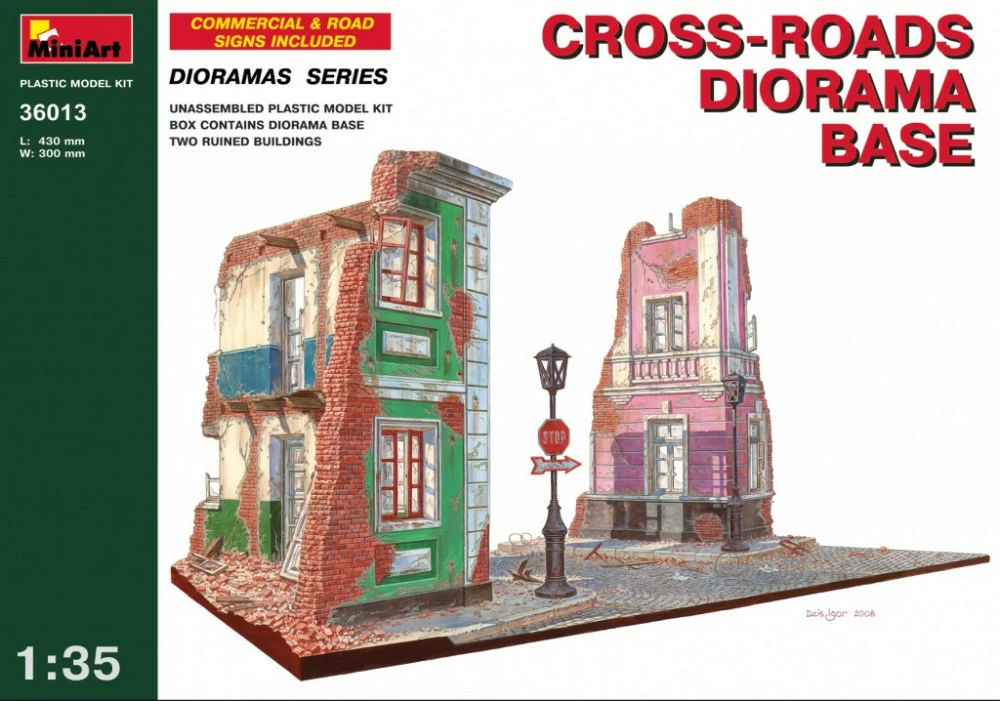 MiniArt
PLASTIC MODEL KIT
36013
L: 430 mm
W: 300 mm
COMMERCIAL & ROAD
SIGNS INCLUDED
DIORAMAS SERIES
UNASSEMBLED PLASTIC MODEL KIT
BOX CONTAINS DIORAMA BASE
TWO RUINED BUILDINGS
CROSS-ROADS
DIORAMA
BASE
STOP
Dzis, Igor 2008
1:35